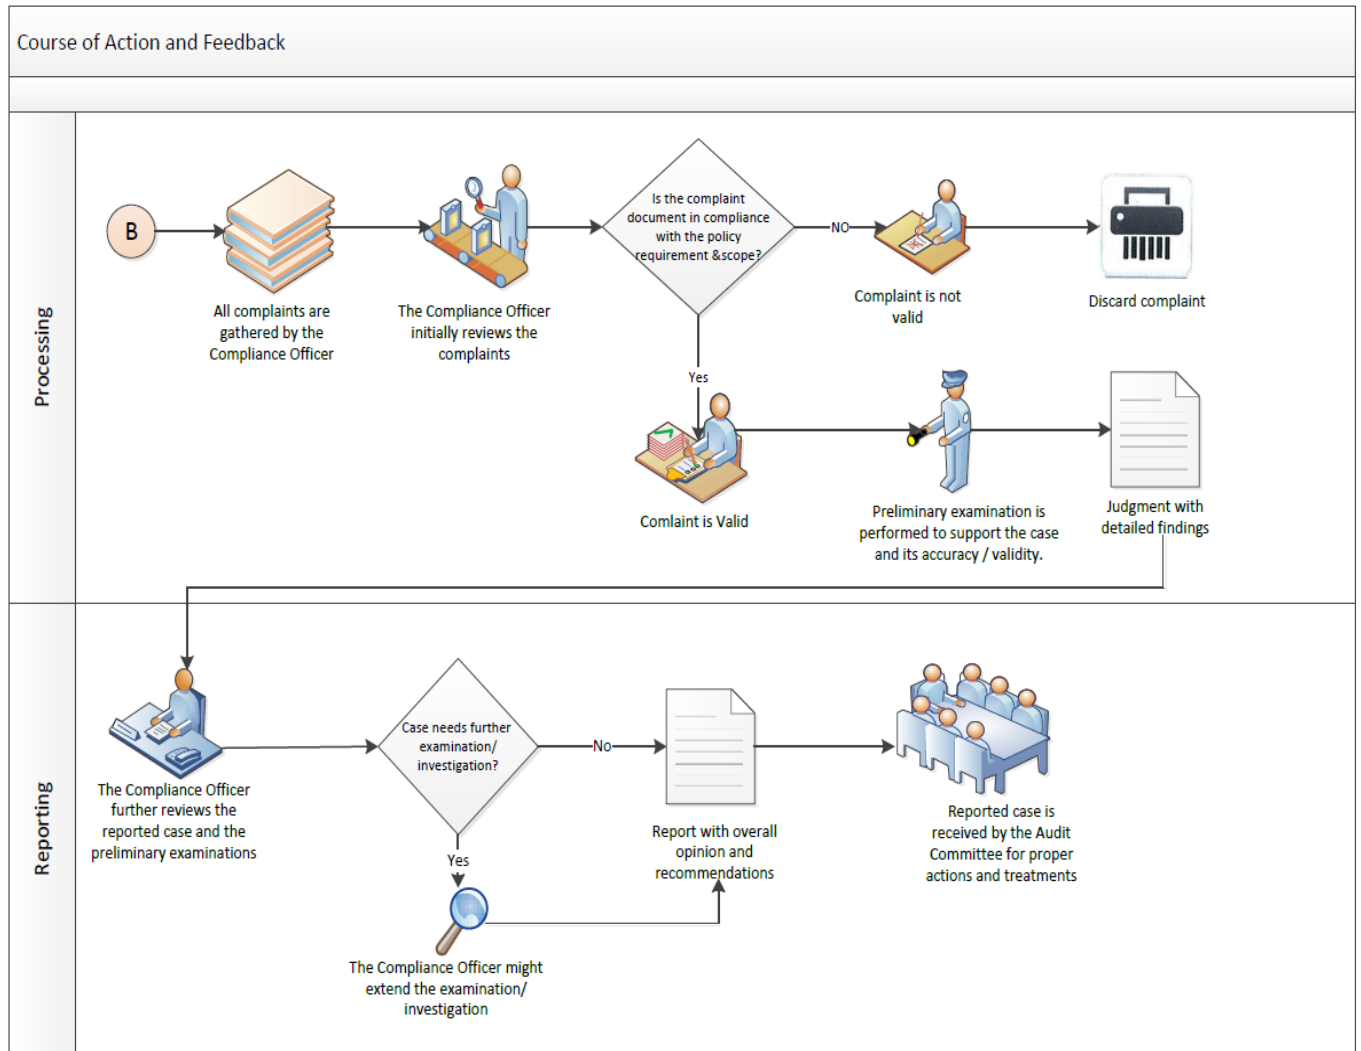 Course of Action and Feedback
Processing
B
All complaints are
gathered by the
Compliance Officer
The Compliance Officer
initially reviews the
complaints
Is the complaint
document in compliance
with the policy
requirement &scope?
NO
Complaint is not
valid
Discard complaint
Yes
Comlaint is Valid
Preliminary examination is
performed to support the case
and its accuracy / validity.
Judgment with
detailed findings
Reporting
The Compliance Officer
further reviews the
reported case and the
preliminary examinations
Case needs further
examination/
investigation?
No
Report with overall
opinion and
recommendations
Reported case is
received by the Audit
Committee for proper
actions and treatments
Yes
The Compliance Officer might
extend the examination/
investigation